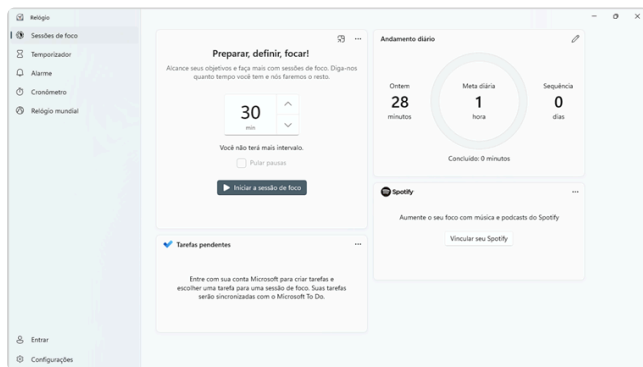 Relógio
Sessões de foco
Temporizador
Alarme
Cronômetro
Relógio mundial
Entrar
Configurações
Preparar, definir, focar!
Alcance seus objetivos e faça mais com sessões de foco. Diga-nos
quanto tempo você tem e nós faremos o resto.
30
min
Você não terá mais intervalo.
Pular pausas
Iniciar a sessão de foco
Tarefas pendentes
Entre com sua conta Microsoft para criar tarefas e
escolher uma tarefa para uma sessão de foco. Suas tarefas
serão sincronizadas com o Microsoft To Do.
Andamento diário
Ontem
28
minutos
Meta diária
1
hora
Sequência
0
dias
Concluído: 0 minutos
Spotify
Aumente o seu foco com música e podcasts do Spotify
Vincular seu Spotify